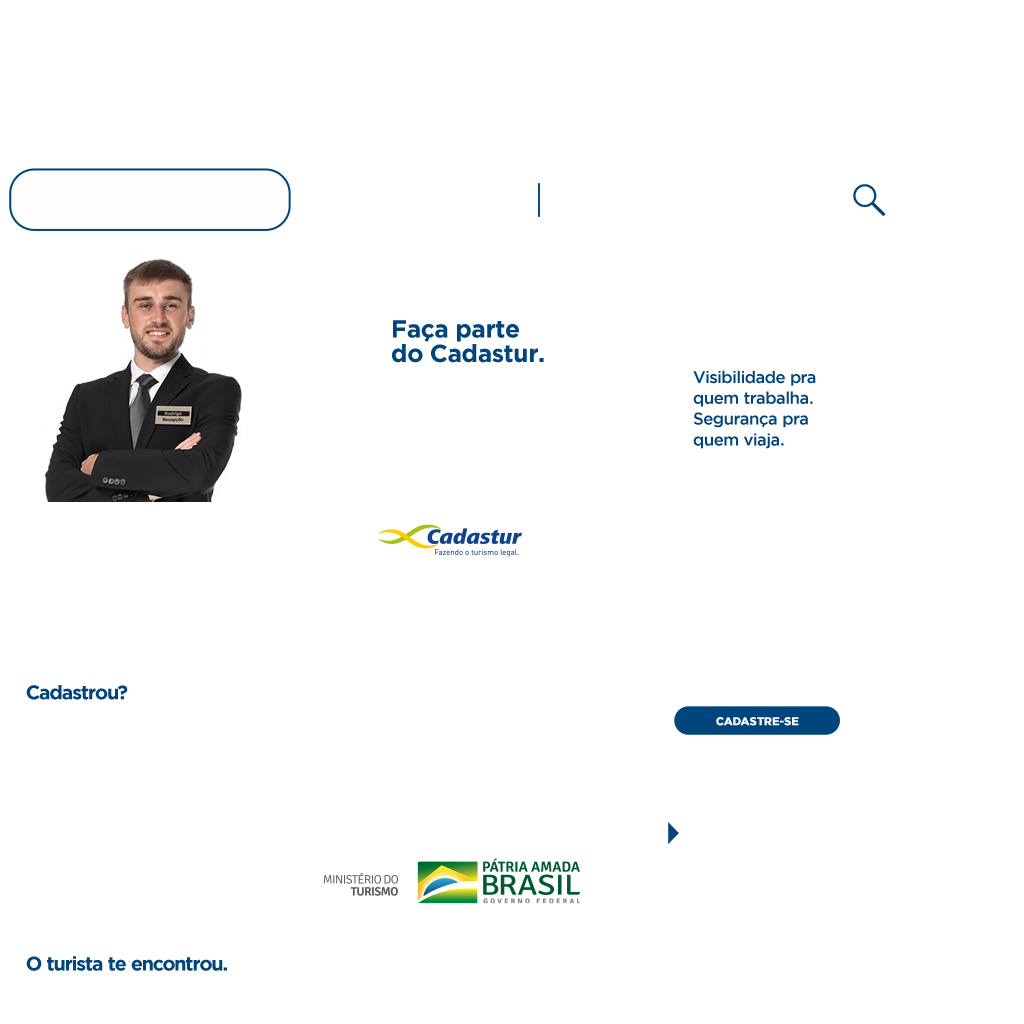 Faça parte
do Cadastur.
Visibilidade pra
quem trabalha.
Segurança pra
quem viaja.
Rodrigo
Recepção
Cadastur
Fazendo o turismo legal.
Cadastrou?
CADASTRE-SE
MINISTÉRIO DO
TURISMO
PÁTRIA AMADA
BRASIL
GOVERNO FEDERAL
O turista te encontrou.